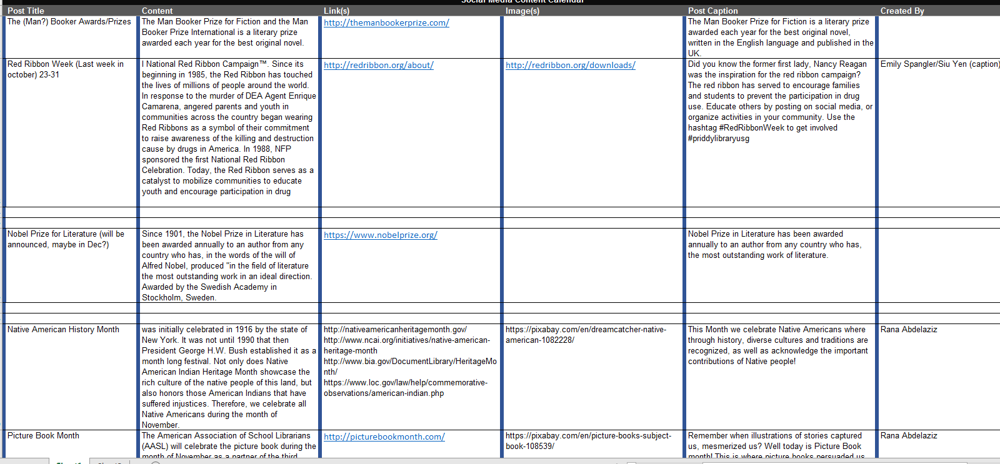 Social Media Content Calendar
Post Title Content Link(s) Image(s) Post Caption Created By
The (Man?) Booker Awards/Prizes
The Man Booker Prize for Fiction and the Man
Booker Prize International is a literary prize
awarded each year for the best original novel.
http://themanbookerprize.com/
The Man Booker Prize for Fiction is a literary prize
awarded each year for the best original novel,
written in the English language and published in the
UK.
Red Ribbon Week (Last week in
october) 23-31
I National Red Ribbon Campaign™. Since its
beginning in 1985, the Red Ribbon has touched
the lives of millions of people around the world.
In response to the murder of DEA Agent Enrique
Camarena, angered parents and youth in
communities across the country began wearing
Red Ribbons as a symbol of their commitment
to raise awareness of the killing and destruction
cause by drugs in America. In 1988, NFP
sponsored the first National Red Ribbon
Celebration. Today, the Red Ribbon serves as a
catalyst to mobilize communities to educate
youth and encourage participation in drug
http://redribbon.org/about/
http://redribbon.org/downloads/
Did you know the former first lady, Nancy Reagan
was the inspiration for the red ribbon campaign?
The red ribbon has served to encourage families
and students to prevent the participation in drug
use. Educate others by posting on social media, or
organize activities in your community. Use the
hashtag #RedRibbonWeek to get involved
#priddylibraryusg
Emily Spangler/Siu Yen (caption)
Nobel Prize for Literature (will be
announced, maybe in Dec?)
Since 1901, the Nobel Prize in Literature has
been awarded annually to an author from any
country who has, in the words of the will of
Alfred Nobel, produced "in the field of literature
the most outstanding work in an ideal direction.
Awarded by the Swedish Academy in
Stockholm, Sweden.
https://www.nobelprize.org/
Nobel Prize in Literature has been awarded
annually to an author from any country who has,
the most outstanding work of literature.
Native American History Month
was initially celebrated in 1916 by the state of
New York. It was not until 1990 that then
President George H.W. Bush established it as a
month long festival. Not only does Native
American Indian Heritage Month showcase the
rich culture of the native people of this land, but
also honors those American Indians that have
suffered injustices. Therefore, we celebrate all
Native Americans during the month of
November.
http://nativeamericanheritagemonth.gov/
http://www.ncai.org/initiatives/native-american-
heritage-month
http://www.bia.gov/DocumentLibrary/HeritageMo
nth/
https://www.loc.gov/law/help/commemorative-
observations/american-indian.php
https://pixabay.com/en/dreamcatcher-native-
american-1082228/
This Month we celebrate Native Americans where
through history, diverse cultures and traditions are
recognized, as well as acknowledge the important
contributions of Native people!
Rana Abdelaziz
Picture Book Month
The American Association of School Librarians
(AASL) will celebrate the picture book during the
month of November as a partner of the third
http://picturebookmonth.com/
https://pixabay.com/en/picture-books-subject-
book-108539/
Remember when illustrations of stories captured
us, mesmerized us? Well today is Picture Book
month! This is where picture books persuaded us
Rana Abdelaziz